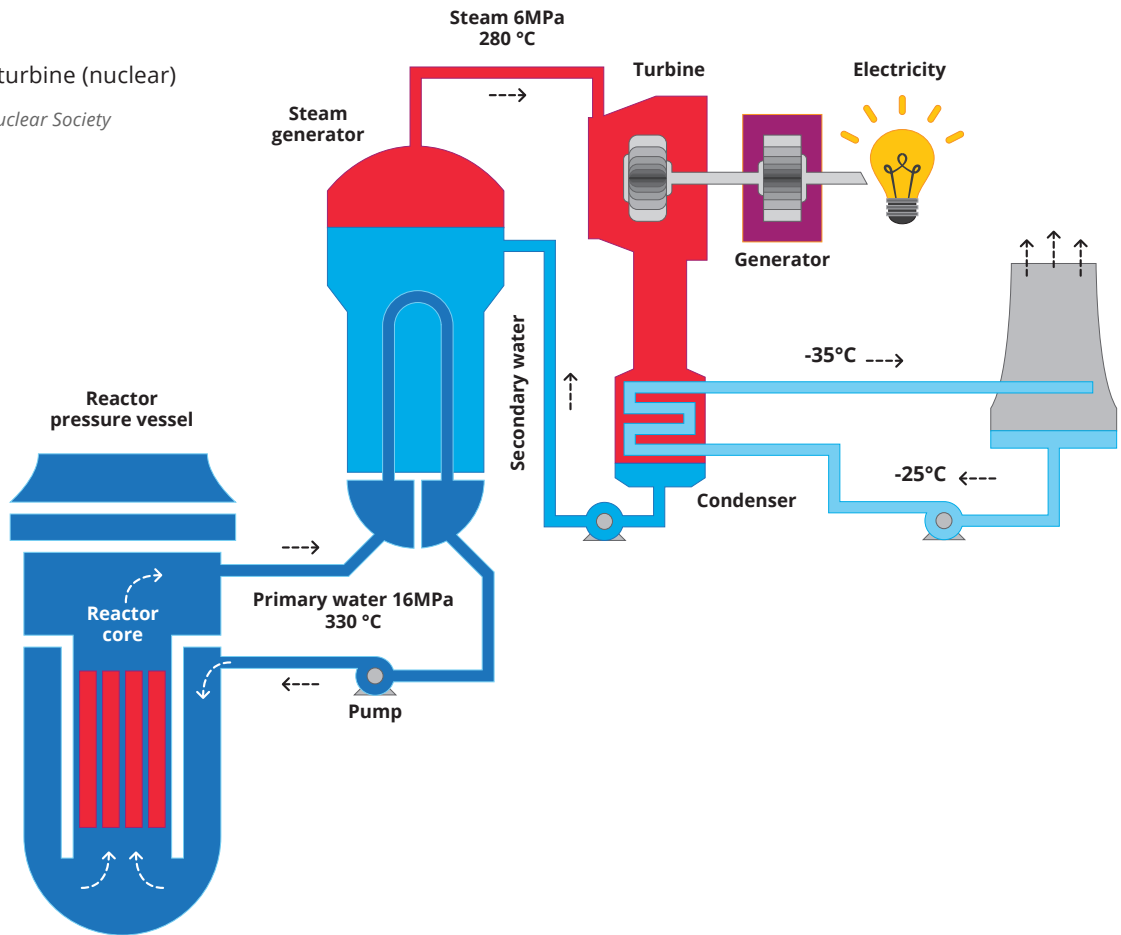 Steam 6MPa
280 °C
turbine (nuclear)
Turbine
Electricity
Steam
generator
uclear Society
Generator
Secondary water
-35°C
Reactor
pressure vessel
-25°C
Condenser
Primary water 16MPa
330 °C
Reactor
core
Pump